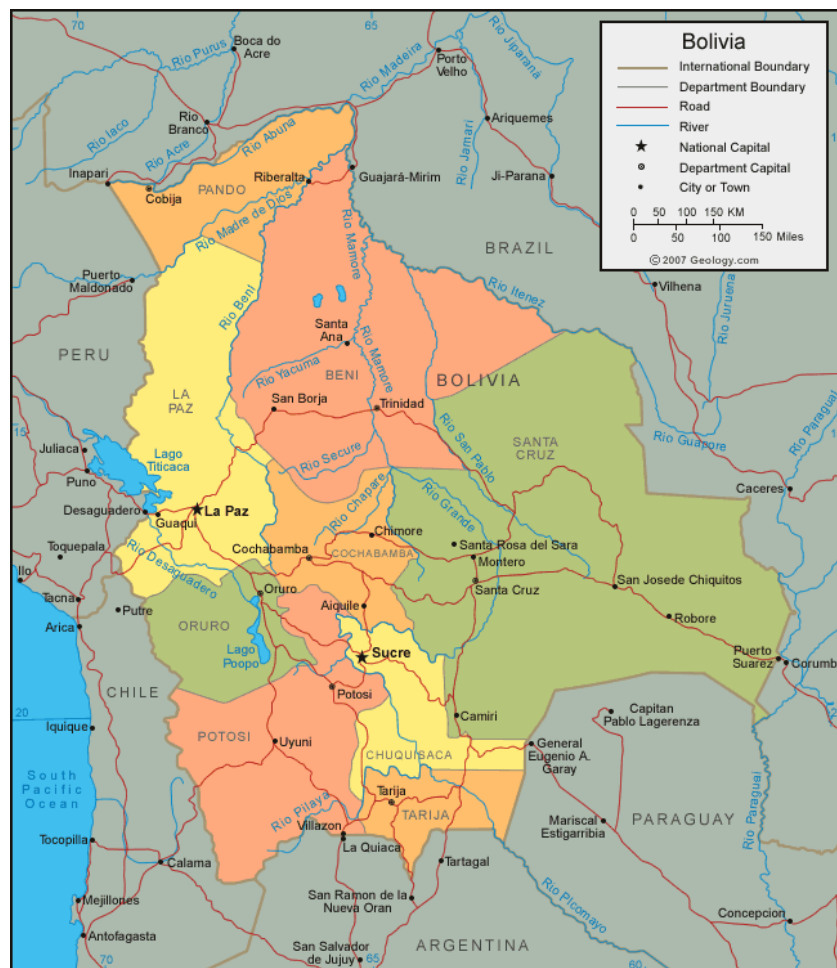 70
65
Boca do
Acre
Rio Purus
Rio Madeira
Porto
Velho
Rio Jiparaná
Bolivia
International Boundary
Department Boundary
Road
River
National Capital
Department Capital
City or Town
0 50 100 150 KM
0 50 100 150 Miles
© 2007 Geology.com
Rio Iaco
Rio
Branco
Rio Acre
Rio Abuna
Ariquemes
Rio Jamari
Inapari
Cobija
PANDO
Riberalta
Guajará-Mirim
Ji-Parana
Rio Madre de Dios
Rio Mamore
BRAZIL
Puerto
Maldonado
Rio Beni
Rio Itenez
Vilhena
Rio Juruena
Santa
Ana
PERU
Rio Yacuma
BENI
Rio Mamore
BOLIVIA
LA
PAZ
San Borja
Trinidad
Rio San Pablo
Rio Guapore
Rio Paraguai
15
Juliaca
Lago
Titicaca
Puno
Rio Secure
SANTA
CRUZ
Caceres
Desaguadero
Guaqui
La Paz
Rio Chapare
Rio Grande
Chimore
Toquepala
Rio Desaguadero
Cochabamba
COCHABAMBA
Santa Rosa del Sara
Montero
Ilo
Tacna
Putre
Oruro
Aiquile
Santa Cruz
San Josede Chiquitos
Robore
Arica
ORURO
Lago
Poopo
Sucre
Puerto
Suarez
Corumb
CHILE
Potosi
20
Iquique
POTOSI
Uyuni
Camiri
CHUQUISACA
General
Eugenio A.
Garay
Capitan
Pablo Lagerenza
South
Pacific
Ocean
Rio Pilaya
Tarija
TARIJA
Villazon
La Quiaca
Mariscal
Estigarribia
PARAGUAY
Rio Paraguai
Tocopilla
Calama
Tartagal
Mejillones
San Ramon de la
Nueva Oran
Rio Picomayo
Concepcion
Antofagasta
San Salvador
de Jujuy
ARGENTINA
70
65
60